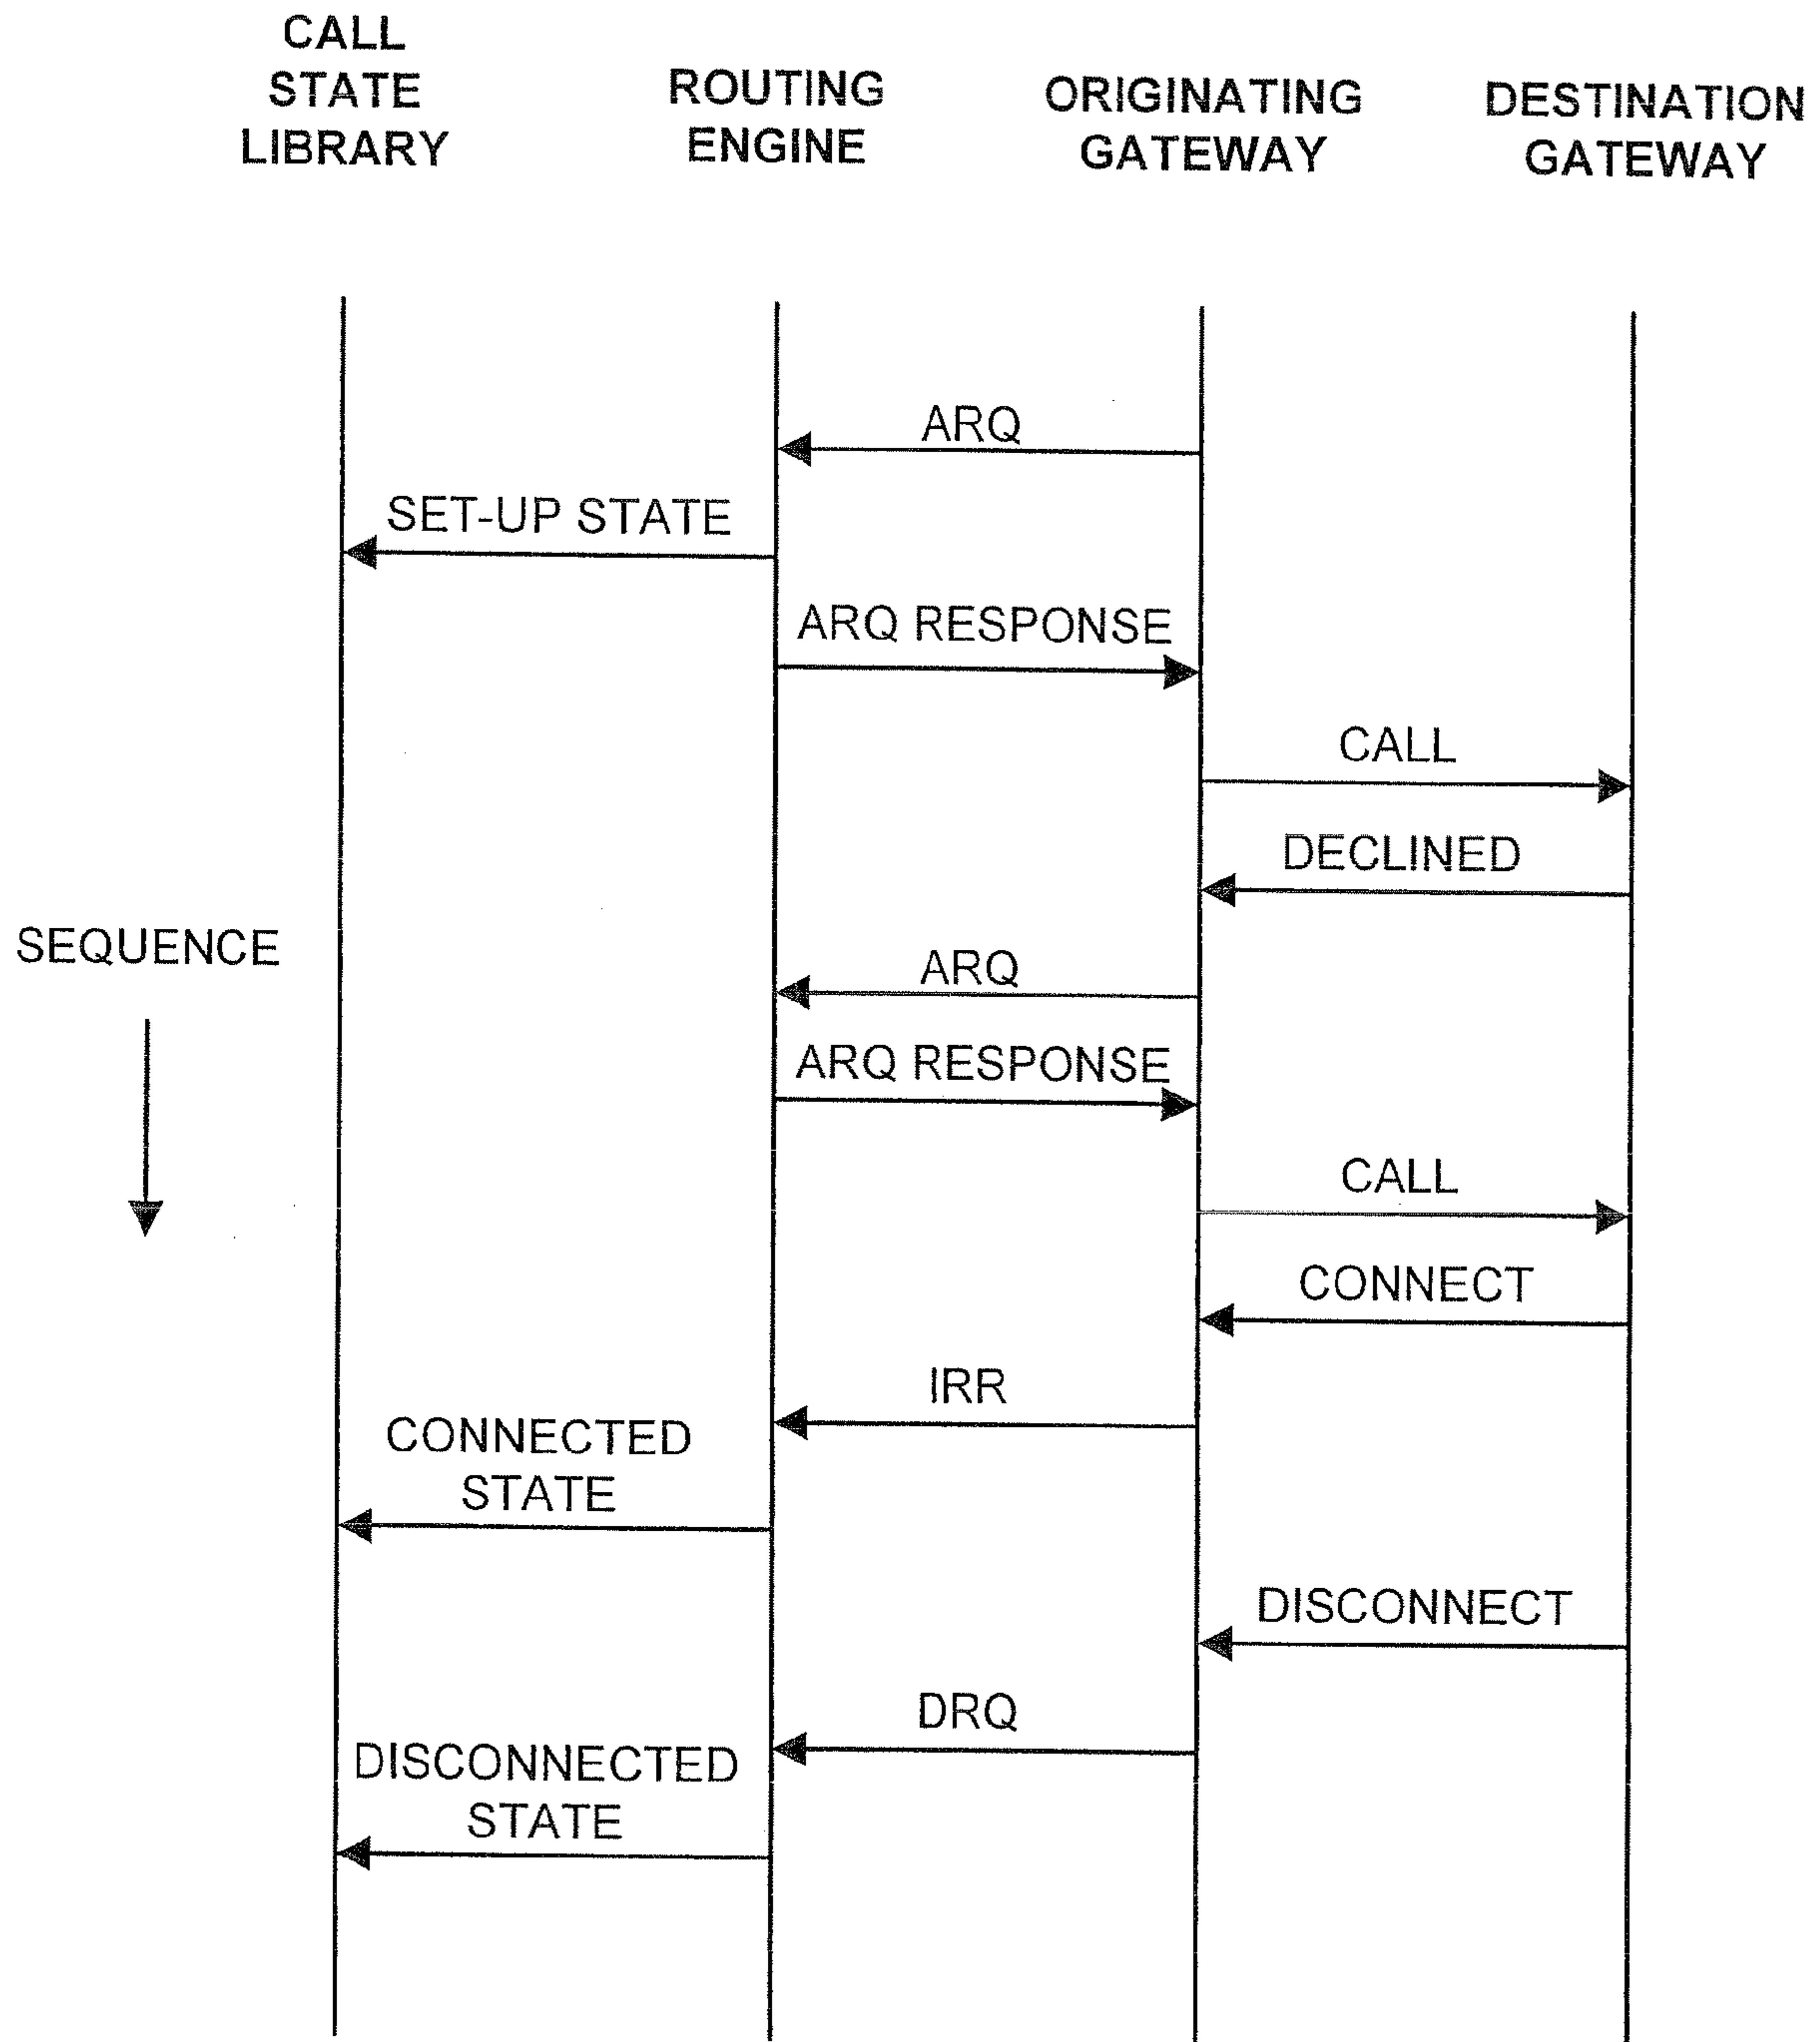 CALL
STATE
LIBRARY
ROUTING
ENGINE
ORIGINATING
GATEWAY
DESTINATION
GATEWAY
ARQ
SET-UP STATE
ARQ RESPONSE
CALL
DECLINED
SEQUENCE
ARQ
ARQ RESPONSE
CALL
CONNECT
IRR
CONNECTED
STATE
DISCONNECT
DRQ
DISCONNECTED
STATE